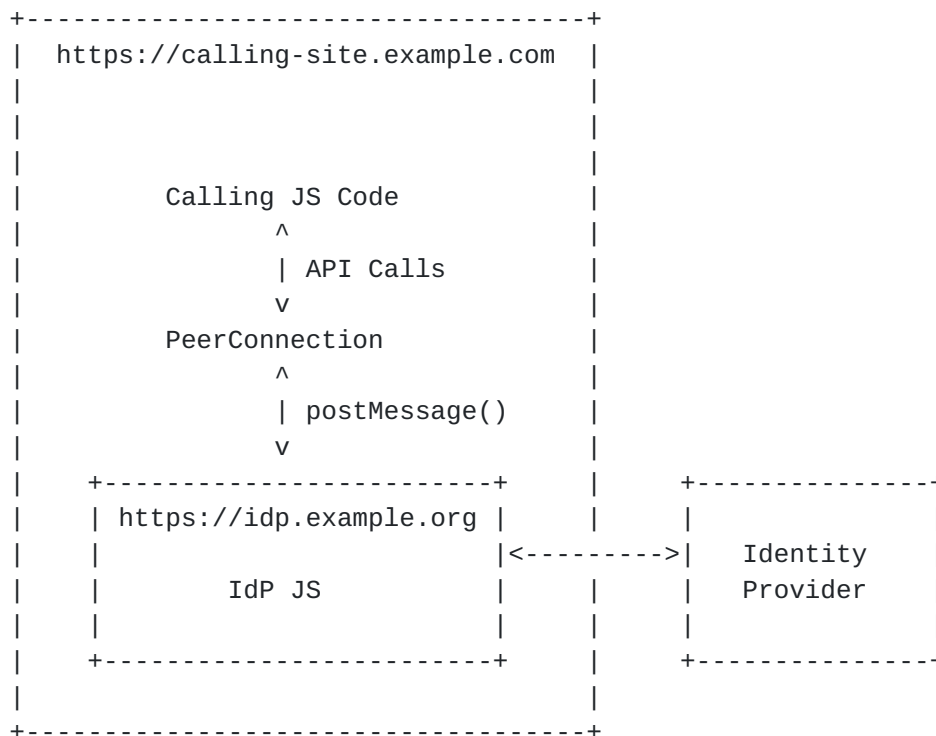 https://calling-site.example.com
Calling JS Code
^
| API Calls
v
PeerConnection
^
| postMessage()
v
https://idp.example.org
Identity
IdP JS Provider